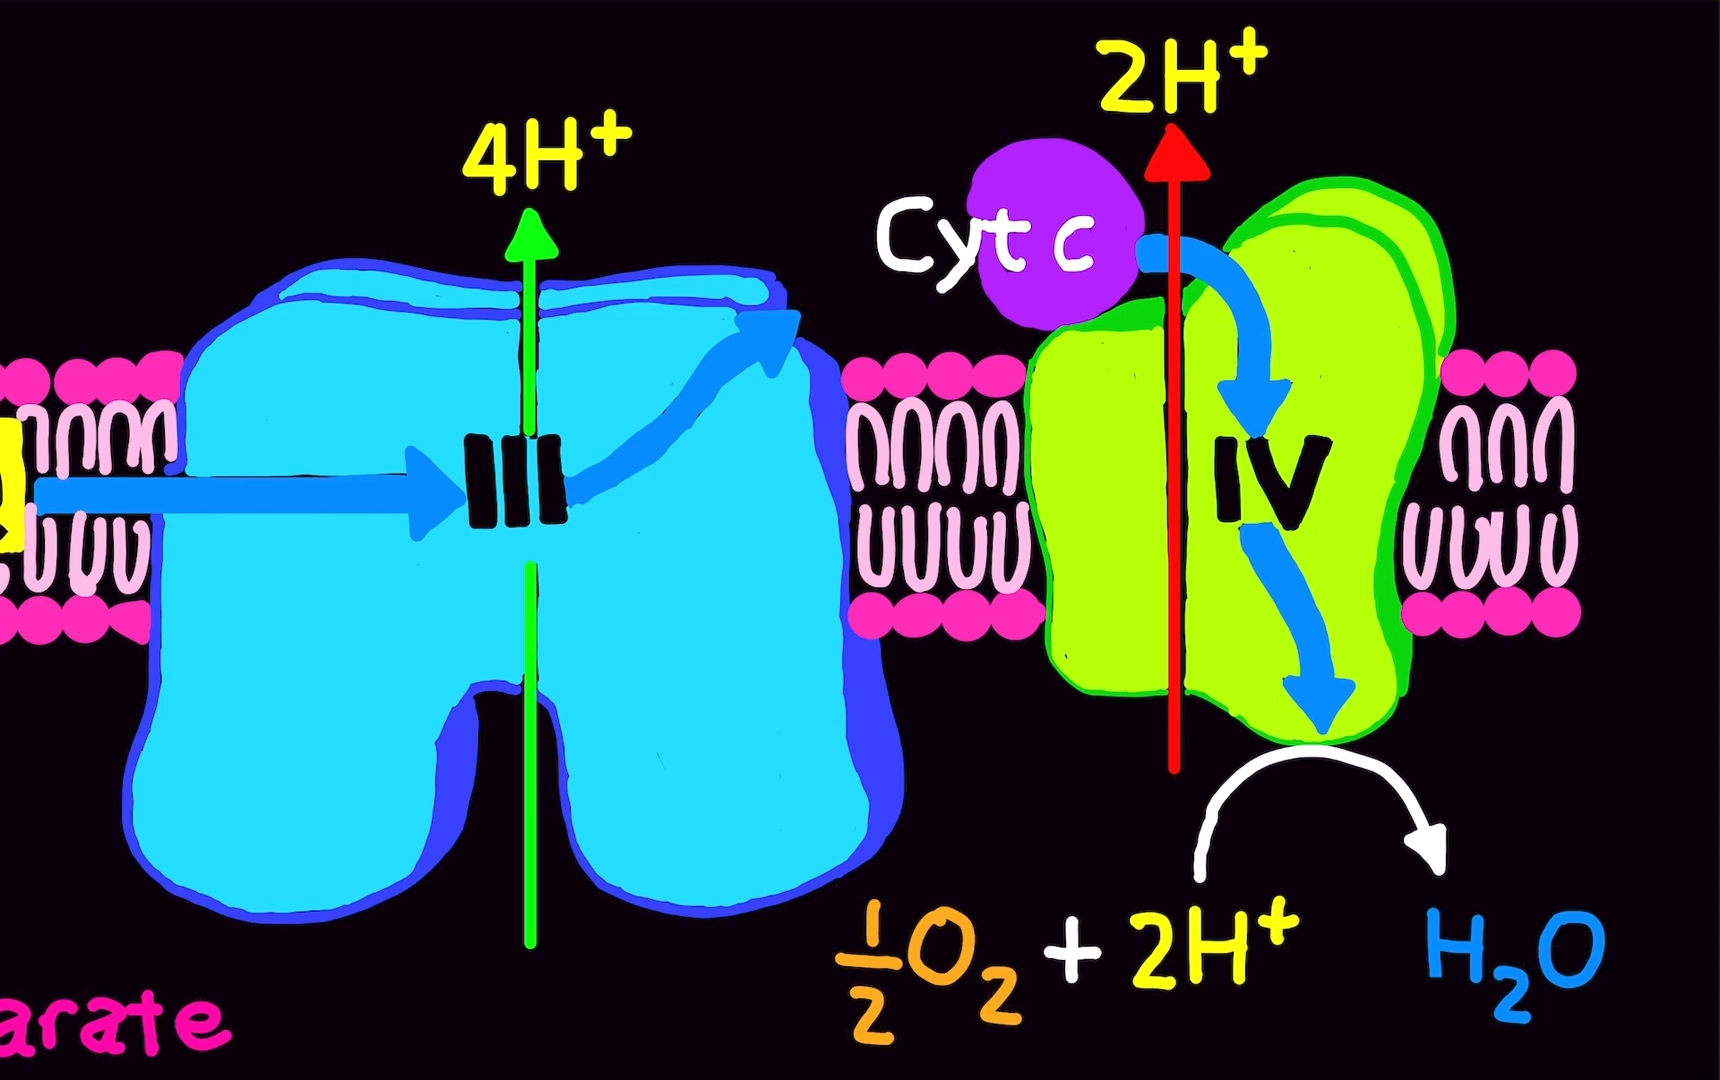 2H⁺
4H⁺
Cyt c
III
IV
½O₂ + 2H⁺
H₂O
arate